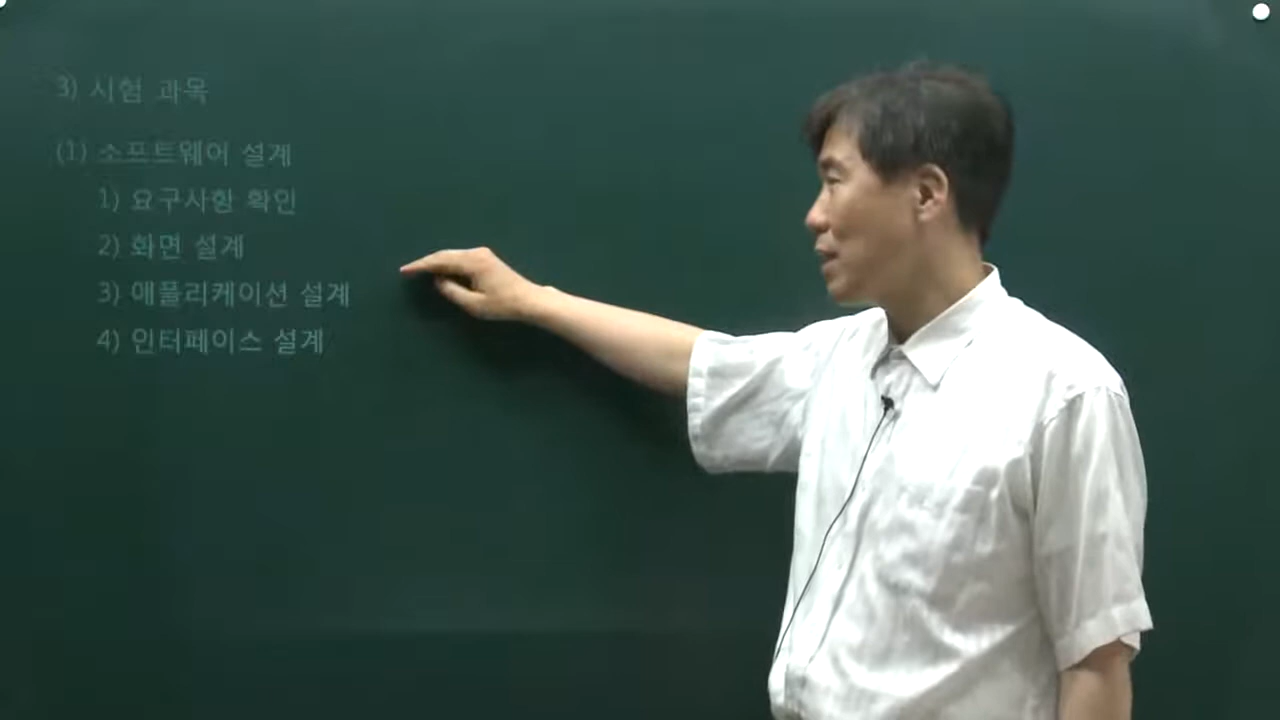 3) 시험 과목
(1) 소프트웨어 설계
1) 요구사항 확인
2) 화면 설계
3) 애플리케이션 설계
4) 인터페이스 설계